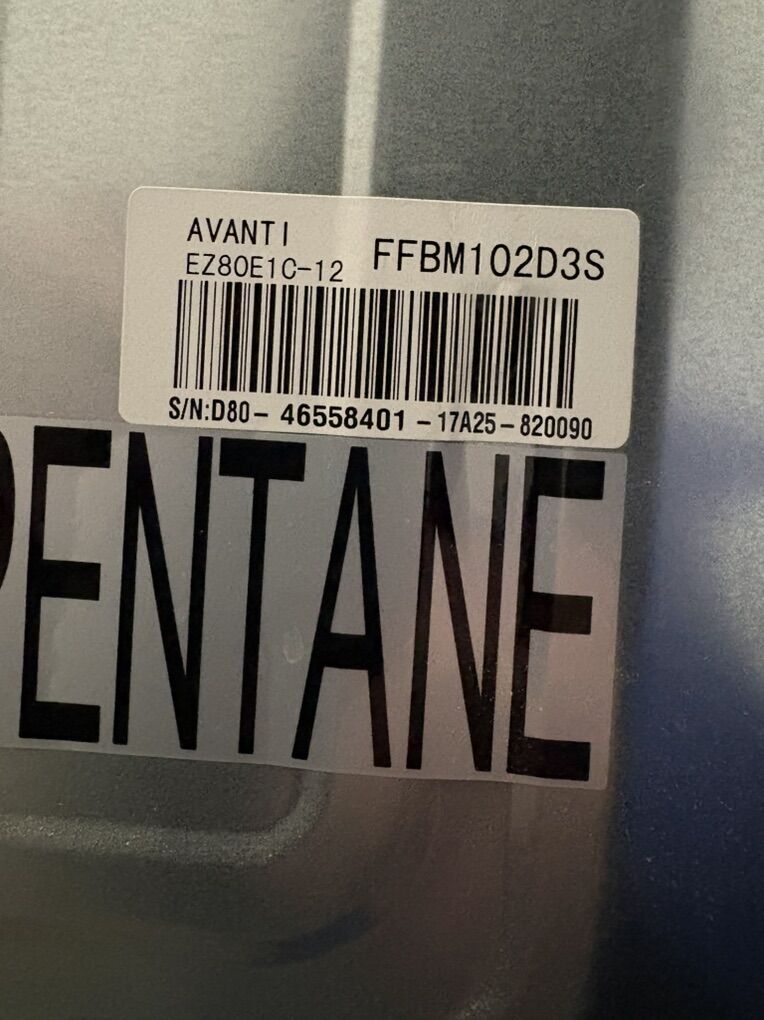 AVANTI
EZ80E1C-12 FFBM102D3S
S/N:D80- 46558401 -17A25-820090
PENTANE